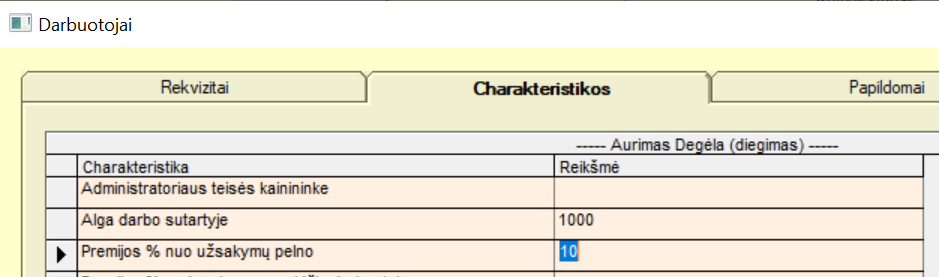 Darbuotojai
Rekvizitai Charakteristikos Papildomai
----- Aurimas Degėla (diegimas) -----
Charakteristika Reikšmė
Administratoriaus teisės kainininke
Alga darbo sutartyje 1000
Premijos % nuo užsakymų pelno 10